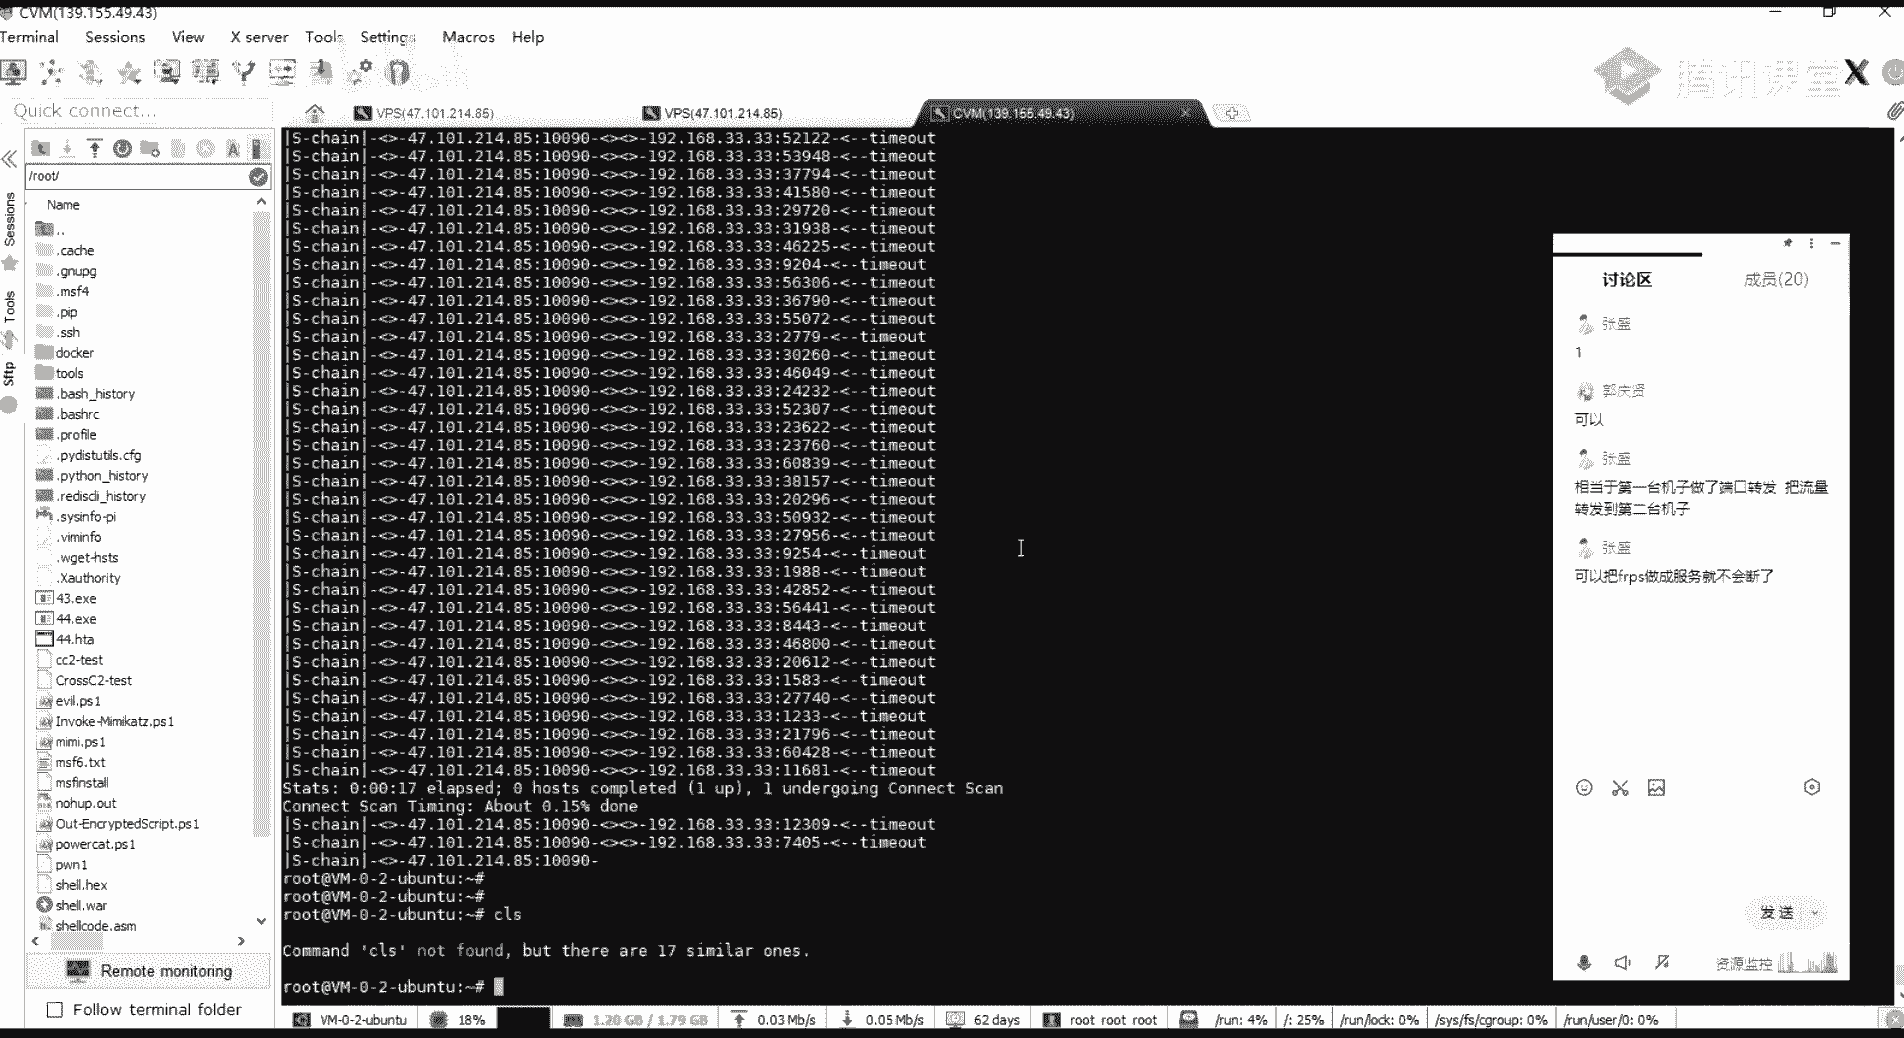 CVM(139.155.49.43)
Terminal Sessions View X server Tools Settings Macros Help
腾讯课堂
Quick connect...
VPS(47.101.214.85)
VPS(47.101.214.85)
CVM(139.155.49.43)
/root/
Name
..
.cache
.gnupg
.msf4
.pip
.ssh
docker
tools
.bash_history
.bashrc
.profile
.pydistutils.cfg
.python_history
.rediscli_history
.sysinfo-pi
.viminfo
.wget-hsts
.Xauthority
43.exe
44.exe
44.hta
cc2-test
CrossC2-test
evil.ps1
Invoke-Mimikatz.ps1
mimi.ps1
msf6.txt
msfinstall
nohup.out
Out-EncryptedScript.ps1
powercat.ps1
pwn1
shell.hex
shell.war
shellcode.asm
Remote monitoring
Follow terminal folder
Sessions
Tools
Sftp
|S-chain|-<>-47.101.214.85:10090-<><>-192.168.33.33:52122-<--timeout
|S-chain|-<>-47.101.214.85:10090-<><>-192.168.33.33:53948-<--timeout
|S-chain|-<>-47.101.214.85:10090-<><>-192.168.33.33:37794-<--timeout
|S-chain|-<>-47.101.214.85:10090-<><>-192.168.33.33:41580-<--timeout
|S-chain|-<>-47.101.214.85:10090-<><>-192.168.33.33:29720-<--timeout
|S-chain|-<>-47.101.214.85:10090-<><>-192.168.33.33:31938-<--timeout
|S-chain|-<>-47.101.214.85:10090-<><>-192.168.33.33:46225-<--timeout
|S-chain|-<>-47.101.214.85:10090-<><>-192.168.33.33:9204-<--timeout
|S-chain|-<>-47.101.214.85:10090-<><>-192.168.33.33:56306-<--timeout
|S-chain|-<>-47.101.214.85:10090-<><>-192.168.33.33:36790-<--timeout
|S-chain|-<>-47.101.214.85:10090-<><>-192.168.33.33:55072-<--timeout
|S-chain|-<>-47.101.214.85:10090-<><>-192.168.33.33:2779-<--timeout
|S-chain|-<>-47.101.214.85:10090-<><>-192.168.33.33:30260-<--timeout
|S-chain|-<>-47.101.214.85:10090-<><>-192.168.33.33:46049-<--timeout
|S-chain|-<>-47.101.214.85:10090-<><>-192.168.33.33:24232-<--timeout
|S-chain|-<>-47.101.214.85:10090-<><>-192.168.33.33:52307-<--timeout
|S-chain|-<>-47.101.214.85:10090-<><>-192.168.33.33:23622-<--timeout
|S-chain|-<>-47.101.214.85:10090-<><>-192.168.33.33:23760-<--timeout
|S-chain|-<>-47.101.214.85:10090-<><>-192.168.33.33:60839-<--timeout
|S-chain|-<>-47.101.214.85:10090-<><>-192.168.33.33:38157-<--timeout
|S-chain|-<>-47.101.214.85:10090-<><>-192.168.33.33:20296-<--timeout
|S-chain|-<>-47.101.214.85:10090-<><>-192.168.33.33:50932-<--timeout
|S-chain|-<>-47.101.214.85:10090-<><>-192.168.33.33:27956-<--timeout
|S-chain|-<>-47.101.214.85:10090-<><>-192.168.33.33:9254-<--timeout
|S-chain|-<>-47.101.214.85:10090-<><>-192.168.33.33:1988-<--timeout
|S-chain|-<>-47.101.214.85:10090-<><>-192.168.33.33:42852-<--timeout
|S-chain|-<>-47.101.214.85:10090-<><>-192.168.33.33:56441-<--timeout
|S-chain|-<>-47.101.214.85:10090-<><>-192.168.33.33:8443-<--timeout
|S-chain|-<>-47.101.214.85:10090-<><>-192.168.33.33:46800-<--timeout
|S-chain|-<>-47.101.214.85:10090-<><>-192.168.33.33:20612-<--timeout
|S-chain|-<>-47.101.214.85:10090-<><>-192.168.33.33:1583-<--timeout
|S-chain|-<>-47.101.214.85:10090-<><>-192.168.33.33:27740-<--timeout
|S-chain|-<>-47.101.214.85:10090-<><>-192.168.33.33:1233-<--timeout
|S-chain|-<>-47.101.214.85:10090-<><>-192.168.33.33:21796-<--timeout
|S-chain|-<>-47.101.214.85:10090-<><>-192.168.33.33:60428-<--timeout
|S-chain|-<>-47.101.214.85:10090-<><>-192.168.33.33:11681-<--timeout
Stats: 0:00:17 elapsed; 0 hosts completed (1 up), 1 undergoing Connect Scan
Connect Scan Timing: About 0.15% done
|S-chain|-<>-47.101.214.85:10090-<><>-192.168.33.33:12309-<--timeout
|S-chain|-<>-47.101.214.85:10090-<><>-192.168.33.33:7405-<--timeout
|S-chain|-<>-47.101.214.85:10090-
root@VM-0-2-ubuntu:~#
root@VM-0-2-ubuntu:~#
root@VM-0-2-ubuntu:~# cls
Command 'cls' not found, but there are 17 similar ones.
root@VM-0-2-ubuntu:~#
讨论区 成员(20)
张盛
1
郭庆贤
可以
张盛
相当于第一台机子做了端口转发 把流量
转发到第二台机子
张盛
可以把frps做成服务就不会断了
发送
资源监控
VM-0-2-ubuntu 18% 1.20 GB / 1.79 GB 0.03 Mb/s 0.05 Mb/s 62 days root root root /run: 4% /: 25% /run/lock: 0% /sys/fs/cgroup: 0% /run/user/0: 0%